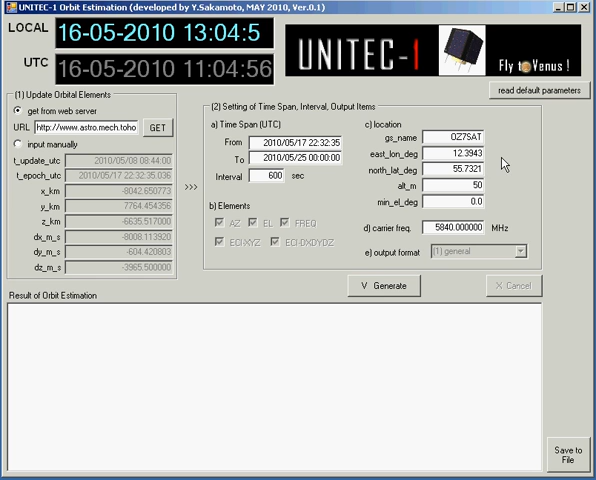 UNITEC-1 Orbit Estimation (developed by Y.Sakamoto, MAY 2010, Ver.0.1)
LOCAL 16-05-2010 13:04:5
UTC 16-05-2010 11:04:56
UNITEC-1
Fly to Venus !
read default parameters
(1) Update Orbital Elements
get from web server
URL http://www.astro.mech.toho GET
input manually
t_update_utc 2010/05/08 08:44:00
t_epoch_utc 2010/05/17 22:32:35.036
x_km -8042.650773
y_km 7764.454356
z_km -6635.517000
dx_m_s -8008.113920
dy_m_s -604.420803
dz_m_s -3965.500000
>>>
(2) Setting of Time Span, Interval, Output Items
a) Time Span (UTC)
From 2010/05/17 22:32:35
To 2010/05/25 00:00:00
Interval 600 sec
b) Elements
AZ EL FREQ
ECI-XYZ ECI-DXDYDZ
c) location
gs_name OZ7SAT
east_lon_deg 12.3943
north_lat_deg 55.7321
alt_m 50
min_el_deg 0.0
d) carrier freq. 5840.000000 MHz
e) output format (1) general
V Generate
X Cancel
Result of Orbit Estimation
Save to
File